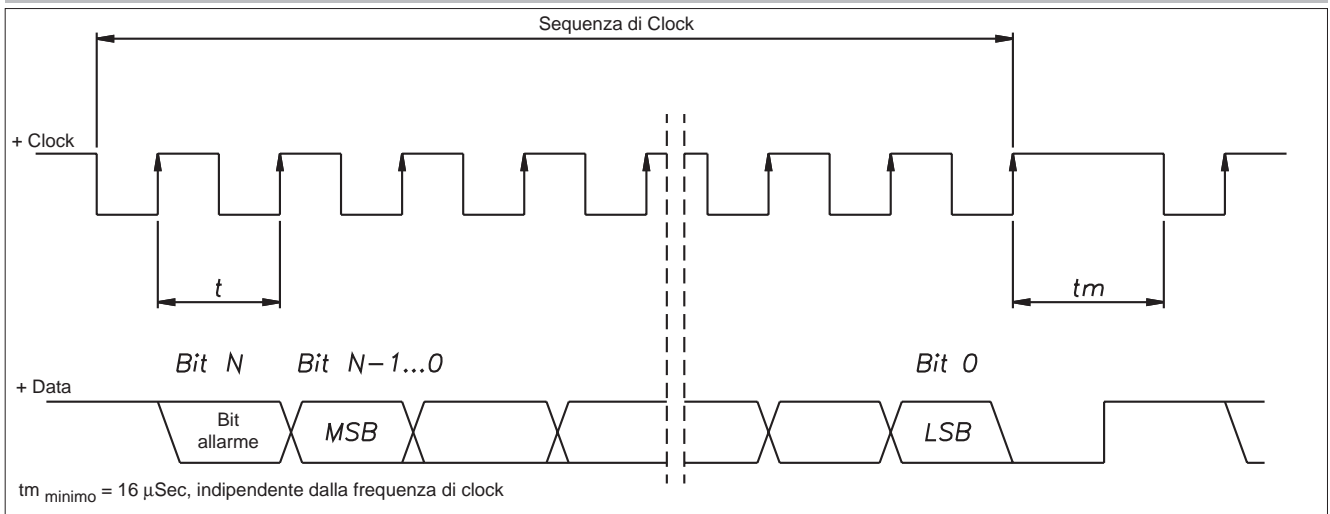 Sequenza di Clock
+ Clock
t
tm
Bit N
Bit N-1...0
Bit 0
+ Data
Bit
allarme
MSB
LSB
tm minimo = 16 μSec, indipendente dalla frequenza di clock